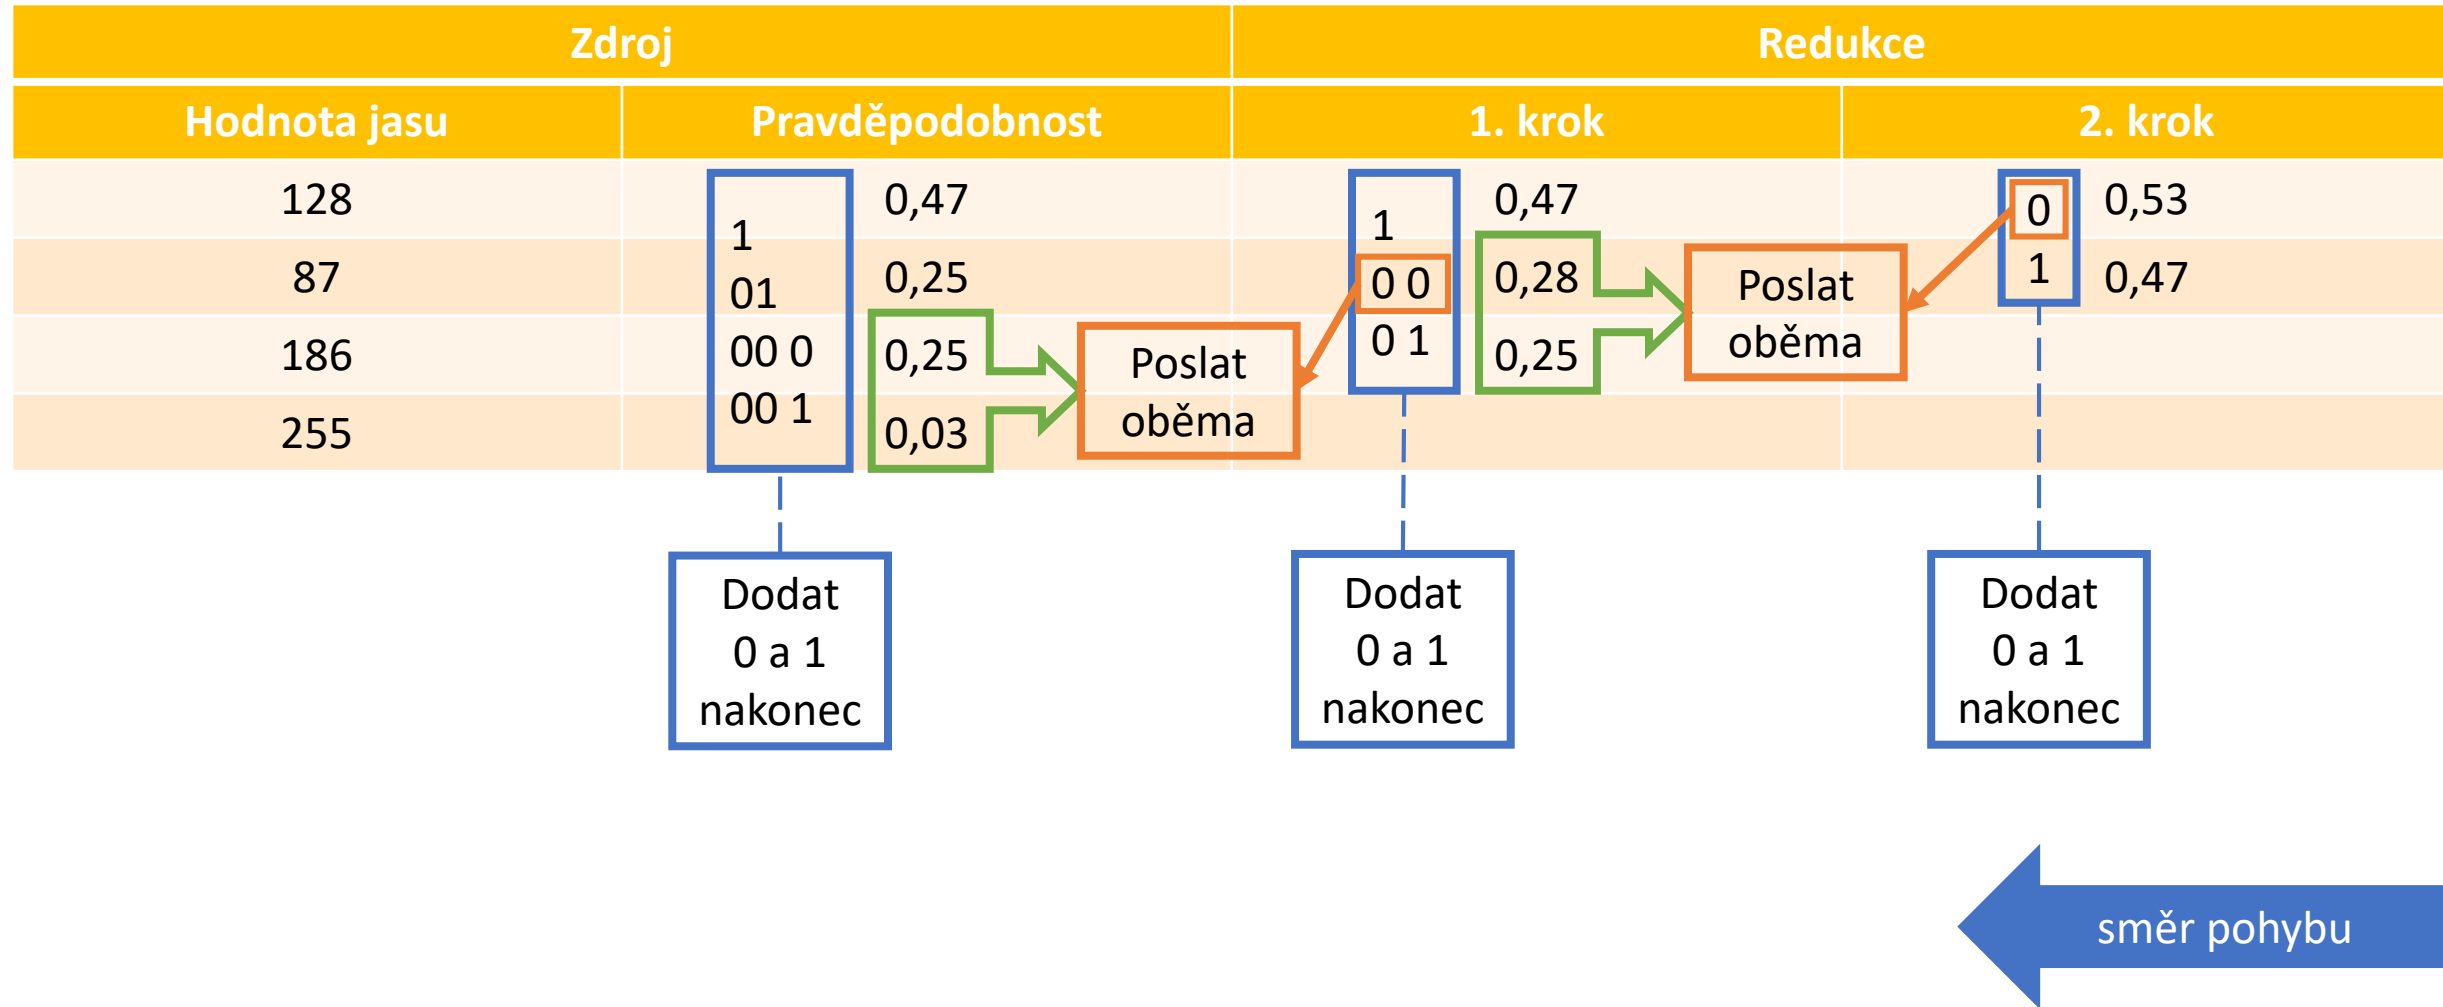 Zdroj
Redukce
Hodnota jasu
Pravděpodobnost
1. krok
2. krok
128
1
0,47
1
0,47
0
0,53
87
01
0,25
0 0
0,28
Poslat
oběma
1
0,47
186
00 0
0,25
Poslat
oběma
0 1
0,25
255
00 1
0,03
Dodat
0 a 1
nakonec
Dodat
0 a 1
nakonec
Dodat
0 a 1
nakonec
směr pohybu